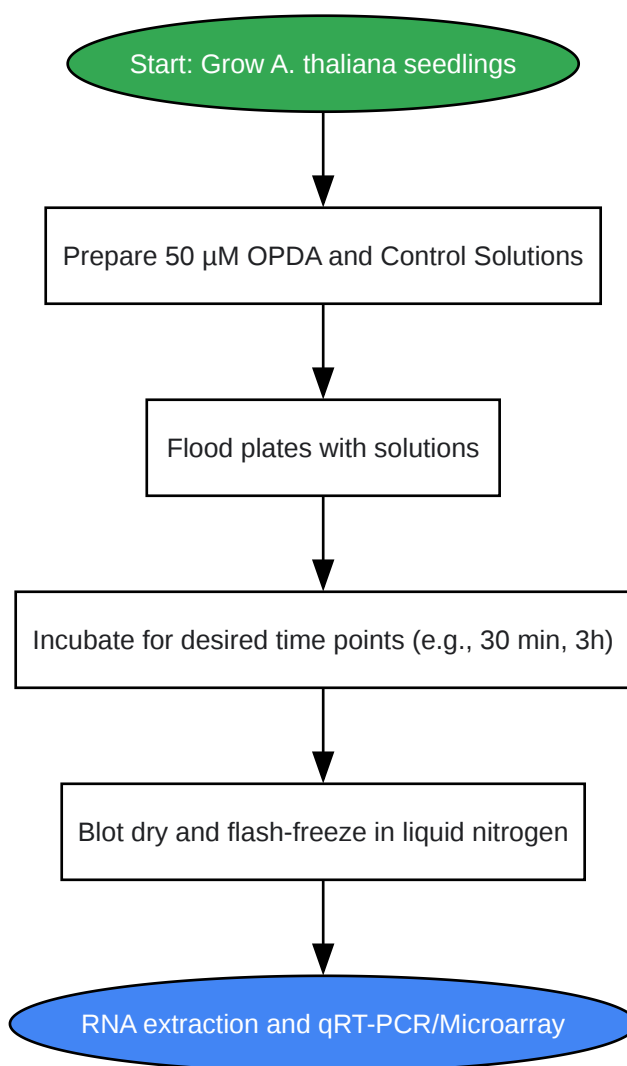 Start: Grow A. thaliana seedlings
Prepare 50 µM OPDA and Control Solutions
Flood plates with solutions
Incubate for desired time points (e.g., 30 min, 3h)
Blot dry and flash-freeze in liquid nitrogen
RNA extraction and qRT-PCR/Microarray